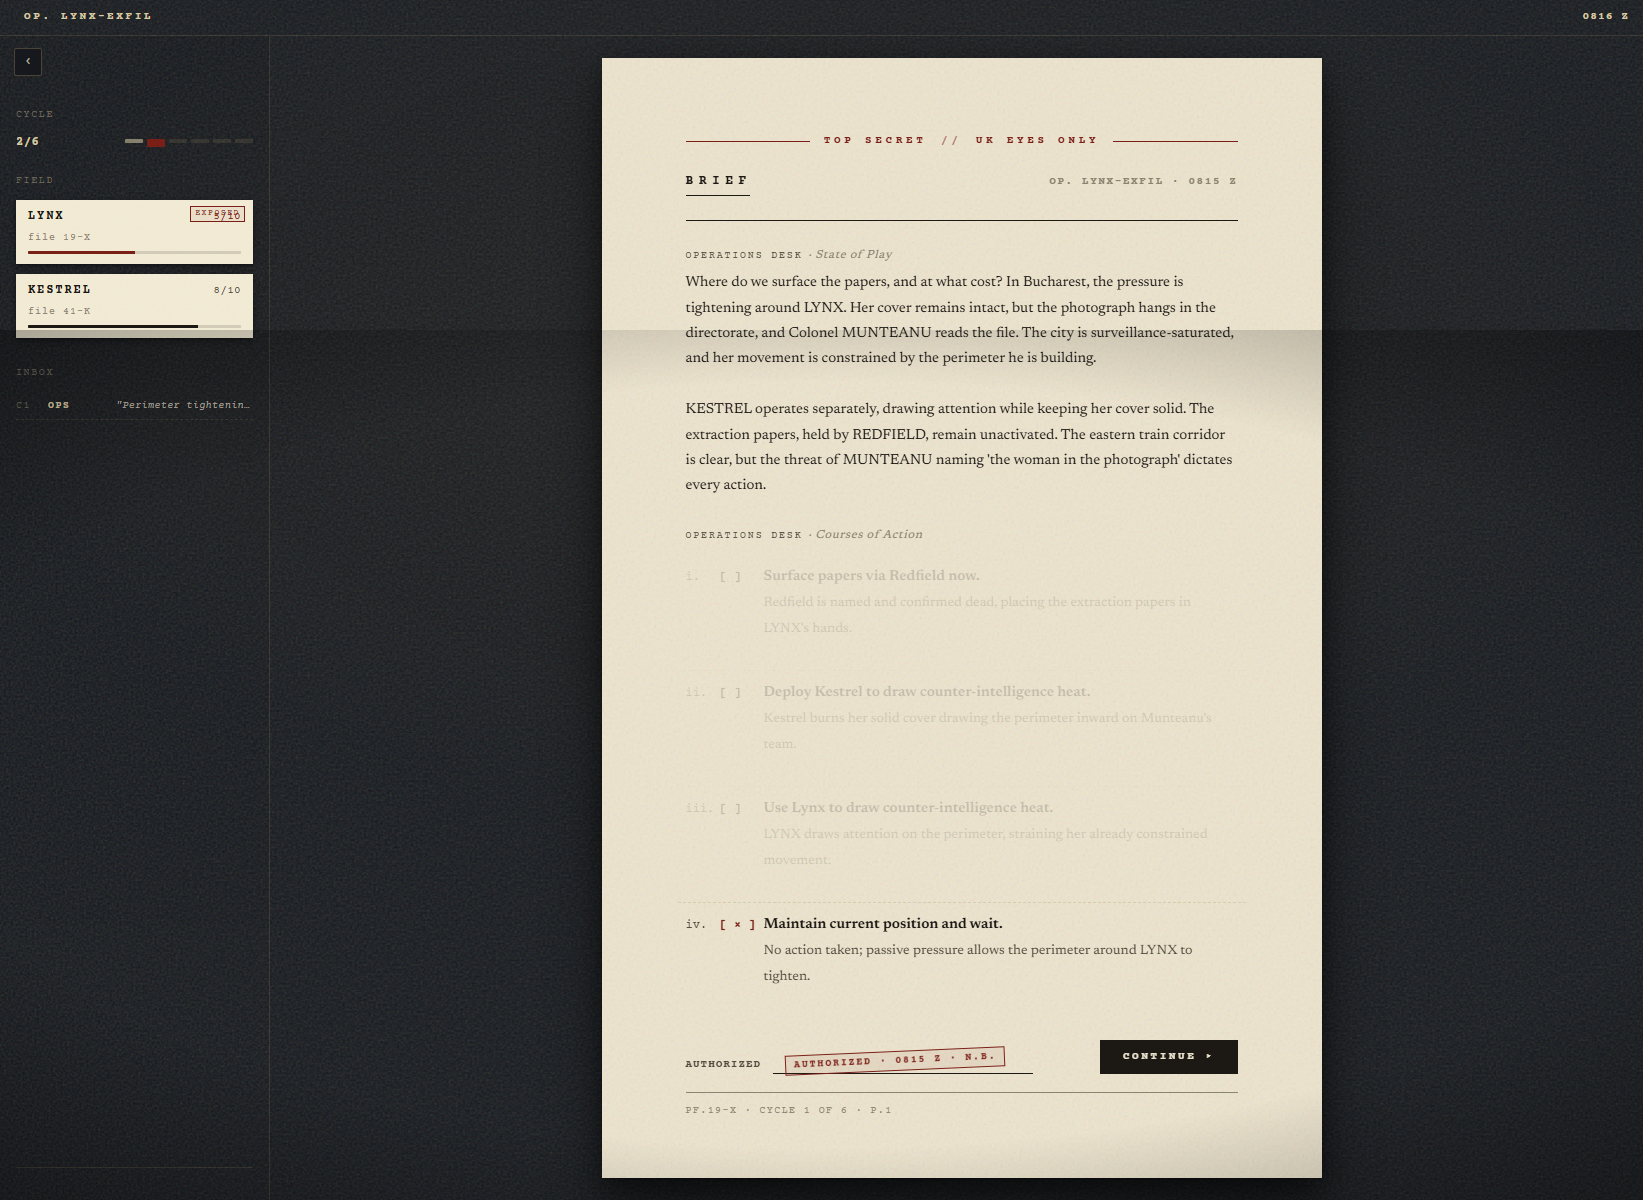 OP. LYNX-EXFIL
0816 Z
‹
CYCLE
2/6
FIELD
LYNX
EXPOSED
5/10
file 19-X
KESTREL
8/10
file 41-K
INBOX
C1 OPS "Perimeter tightenin…
TOP SECRET // UK EYES ONLY
BRIEF
OP. LYNX-EXFIL · 0815 Z
OPERATIONS DESK · State of Play
Where do we surface the papers, and at what cost? In Bucharest, the pressure is
tightening around LYNX. Her cover remains intact, but the photograph hangs in the
directorate, and Colonel MUNTEANU reads the file. The city is surveillance-saturated,
and her movement is constrained by the perimeter he is building.
KESTREL operates separately, drawing attention while keeping her cover solid. The
extraction papers, held by REDFIELD, remain unactivated. The eastern train corridor
is clear, but the threat of MUNTEANU naming 'the woman in the photograph' dictates
every action.
OPERATIONS DESK · Courses of Action
i. [ ] Surface papers via Redfield now.
Redfield is named and confirmed dead, placing the extraction papers in
LYNX's hands.
ii. [ ] Deploy Kestrel to draw counter-intelligence heat.
Kestrel burns her solid cover drawing the perimeter inward on Munteanu's
team.
iii. [ ] Use Lynx to draw counter-intelligence heat.
LYNX draws attention on the perimeter, straining her already constrained
movement.
iv. [ × ] Maintain current position and wait.
No action taken; passive pressure allows the perimeter around LYNX to
tighten.
AUTHORIZED
AUTHORIZED · 0815 Z · N.B.
CONTINUE ▸
PF.19-X · CYCLE 1 OF 6 · P.1